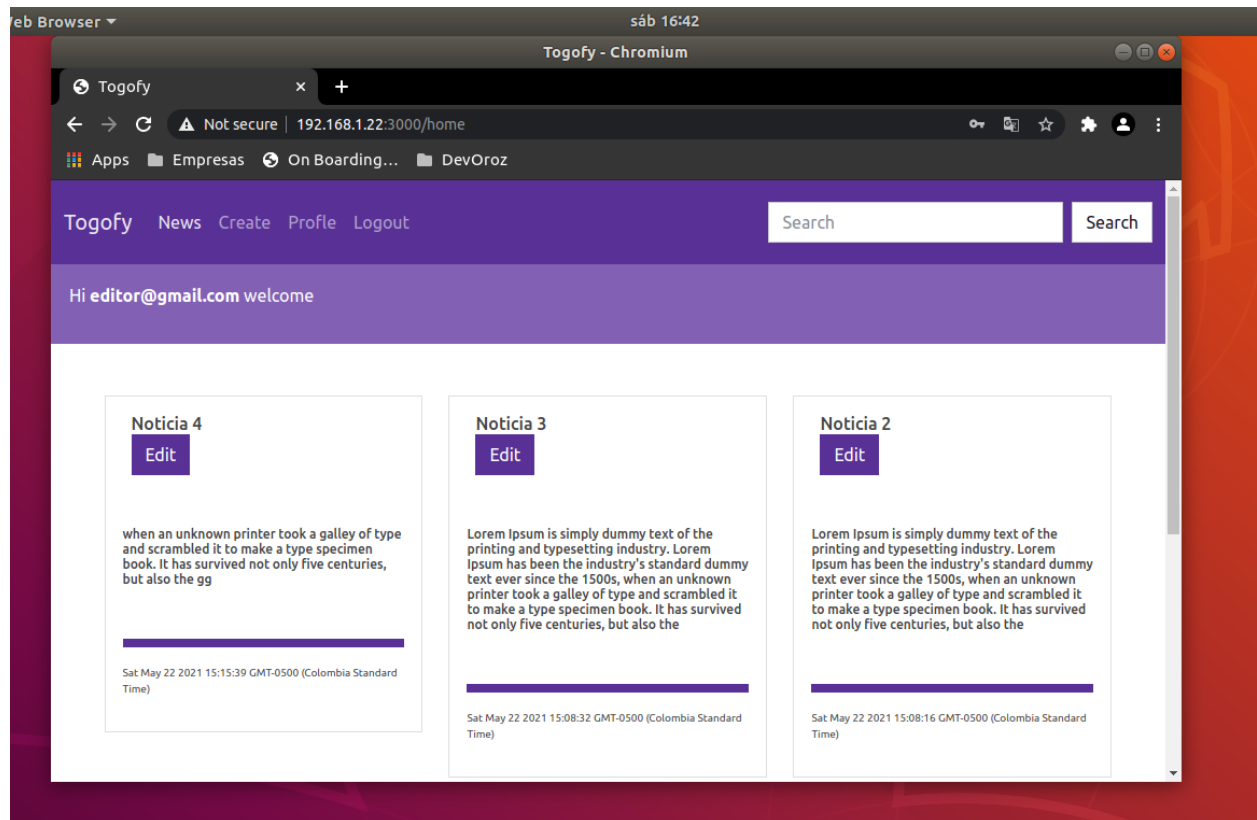 eb Browser
sáb 16:42
Togofy - Chromium
Togofy
Not secure 192.168.1.22:3000/home
Apps Empresas On Boarding... DevOroz
Togofy News Create Profle Logout Search Search
Hi editor@gmail.com welcome
Noticia 4
Edit
when an unknown printer took a galley of type
and scrambled it to make a type specimen
book. It has survived not only five centuries,
but also the gg
Sat May 22 2021 15:15:39 GMT-0500 (Colombia Standard
Time)
Noticia 3
Edit
Lorem Ipsum is simply dummy text of the
printing and typesetting industry. Lorem
Ipsum has been the industry's standard dummy
text ever since the 1500s, when an unknown
printer took a galley of type and scrambled it
to make a type specimen book. It has survived
not only five centuries, but also the
Sat May 22 2021 15:08:32 GMT-0500 (Colombia Standard
Time)
Noticia 2
Edit
Lorem Ipsum is simply dummy text of the
printing and typesetting industry. Lorem
Ipsum has been the industry's standard dummy
text ever since the 1500s, when an unknown
printer took a galley of type and scrambled it
to make a type specimen book. It has survived
not only five centuries, but also the
Sat May 22 2021 15:08:16 GMT-0500 (Colombia Standard
Time)